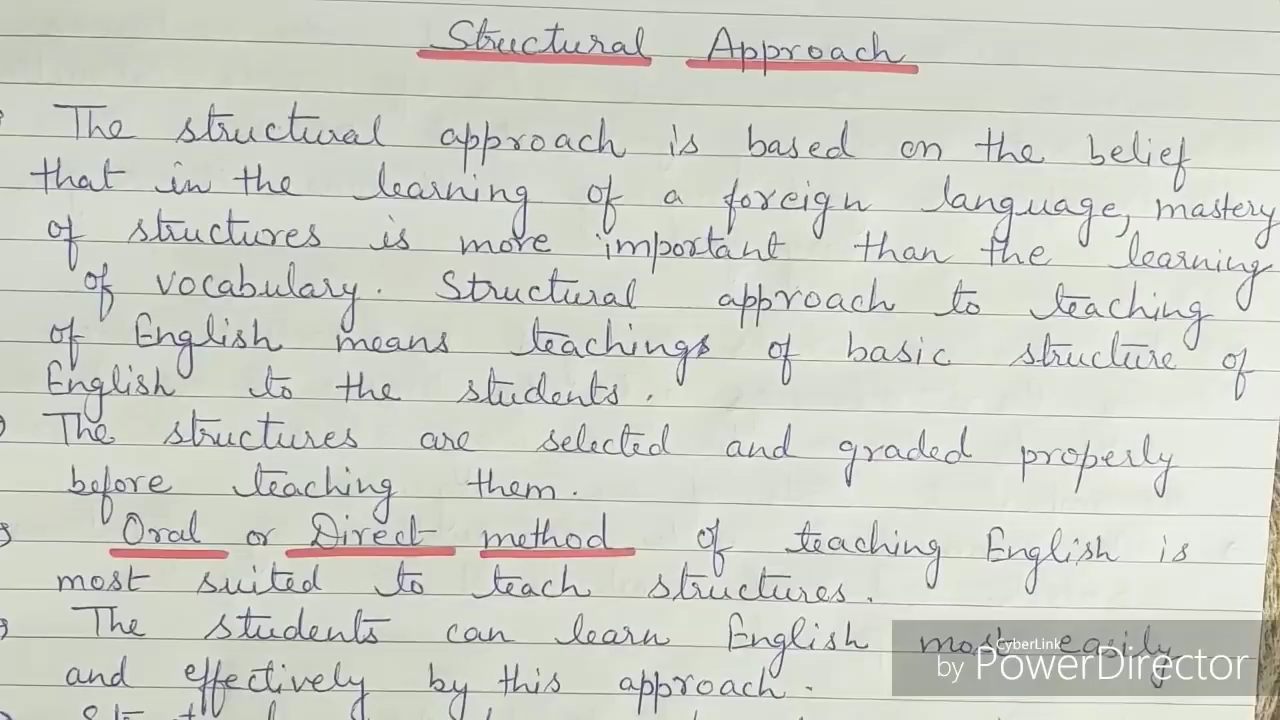 Structural Approach
The structural approach is based on the belief
that in the learning of a foreign language, mastery
of structures is more important than the learning
of vocabulary. Structural approach to teaching
of English means teachings of basic structure of
English to the students.
The structures are selected and graded properly
before teaching them.
Oral or Direct method of teaching English is
most suited to teach structures.
The students can learn English most easily
and effectively by this approach.
CyberLink
by PowerDirector